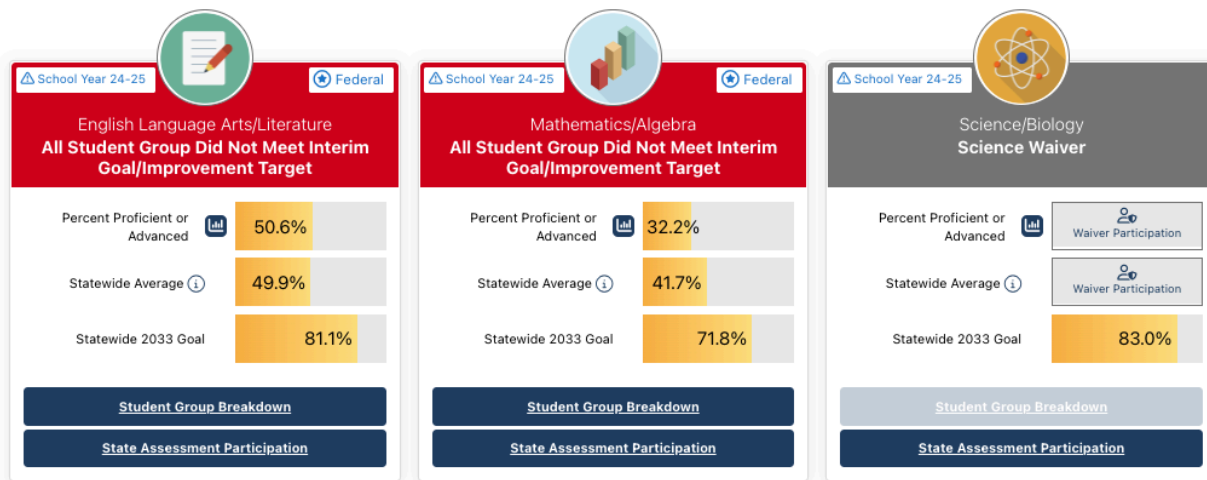 School Year 24-25
Federal
English Language Arts/Literature
All Student Group Did Not Meet Interim
Goal/Improvement Target
Percent Proficient or
Advanced
50.6%
Statewide Average
49.9%
Statewide 2033 Goal
81.1%
Student Group Breakdown
State Assessment Participation
School Year 24-25
Federal
Mathematics/Algebra
All Student Group Did Not Meet Interim
Goal/Improvement Target
Percent Proficient or
Advanced
32.2%
Statewide Average
41.7%
Statewide 2033 Goal
71.8%
Student Group Breakdown
State Assessment Participation
School Year 24-25
Science/Biology
Science Waiver
Percent Proficient or
Advanced
Waiver Participation
Statewide Average
Waiver Participation
Statewide 2033 Goal
83.0%
Student Group Breakdown
State Assessment Participation